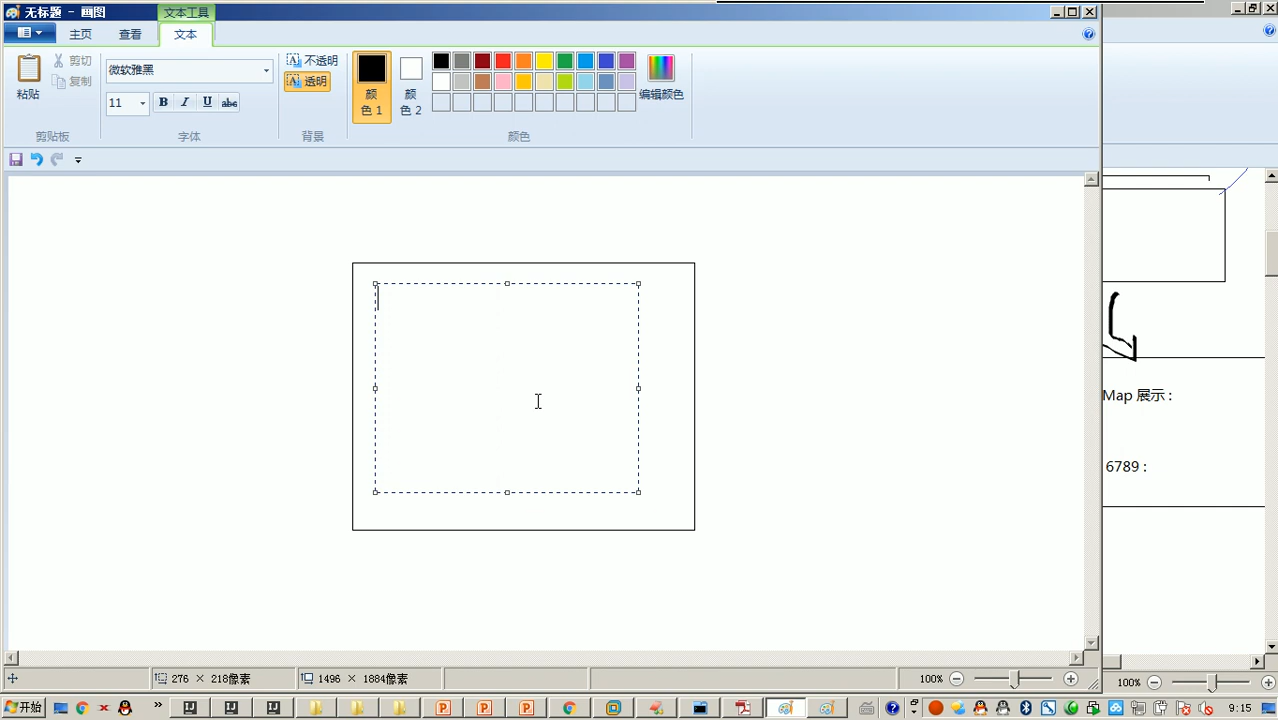 无标题 - 画图
文本工具
主页
查看
文本
粘贴
剪切
复制
剪贴板
微软雅黑
11
B
I
U
abc
字体
不透明
透明
背景
颜色 1
颜色 2
编辑颜色
颜色
Map 展示 :
6789 :
276 × 218像素
1496 × 1884像素
100%
100%
开始
9:15